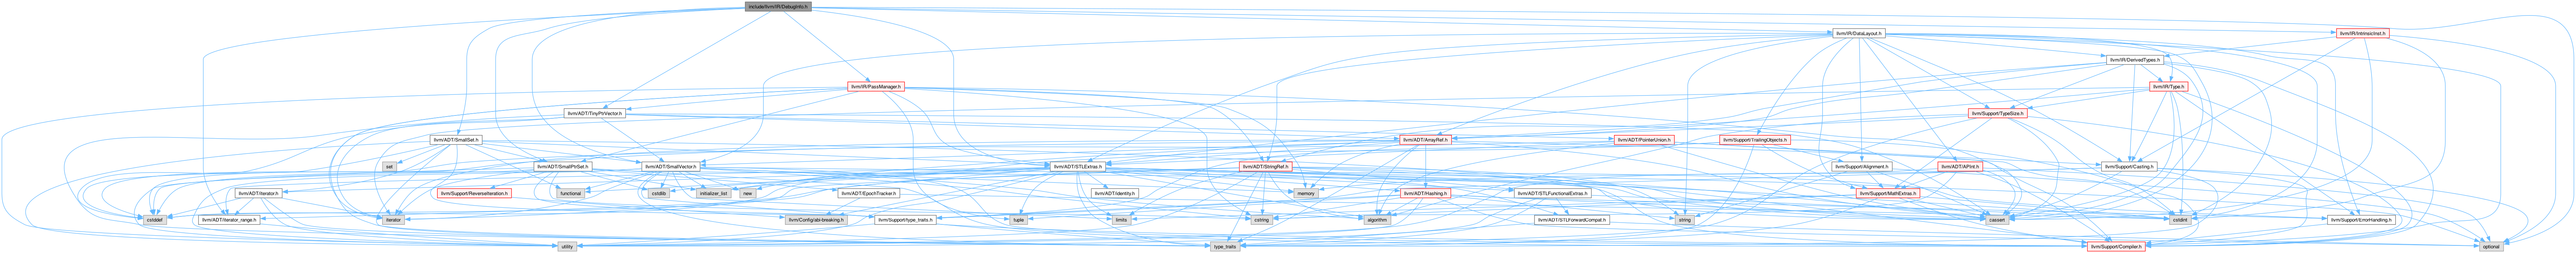 include/llvm/IR/DebugInfo.h
llvm/IR/DataLayout.h
llvm/IR/IntrinsicInst.h
llvm/IR/DerivedTypes.h
llvm/IR/PassManager.h
llvm/IR/Type.h
llvm/ADT/TinyPtrVector.h
llvm/Support/TypeSize.h
llvm/ADT/SmallSet.h
llvm/ADT/ArrayRef.h
llvm/ADT/PointerUnion.h
llvm/Support/TrailingObjects.h
set
llvm/ADT/SmallPtrSet.h
llvm/ADT/SmallVector.h
llvm/ADT/STLExtras.h
llvm/ADT/StringRef.h
llvm/Support/Alignment.h
llvm/ADT/APInt.h
llvm/Support/Casting.h
llvm/ADT/iterator.h
llvm/Support/ReverseIteration.h
functional
cstdlib
initializer_list
new
llvm/ADT/EpochTracker.h
llvm/ADT/identity.h
memory
llvm/ADT/Hashing.h
llvm/ADT/STLFunctionalExtras.h
llvm/Support/MathExtras.h
cstddef
llvm/ADT/iterator_range.h
iterator
llvm/Config/abi-breaking.h
llvm/Support/type_traits.h
tuple
limits
cstring
algorithm
llvm/ADT/STLForwardCompat.h
string
cassert
cstdint
llvm/Support/ErrorHandling.h
utility
type_traits
llvm/Support/Compiler.h
optional